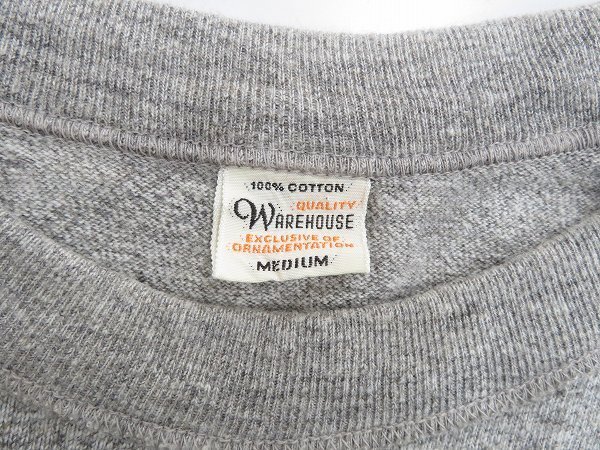 100% COTTON
QUALITY
WAREHOUSE
EXCLUSIVE OF
ORNAMENTATION
MEDIUM